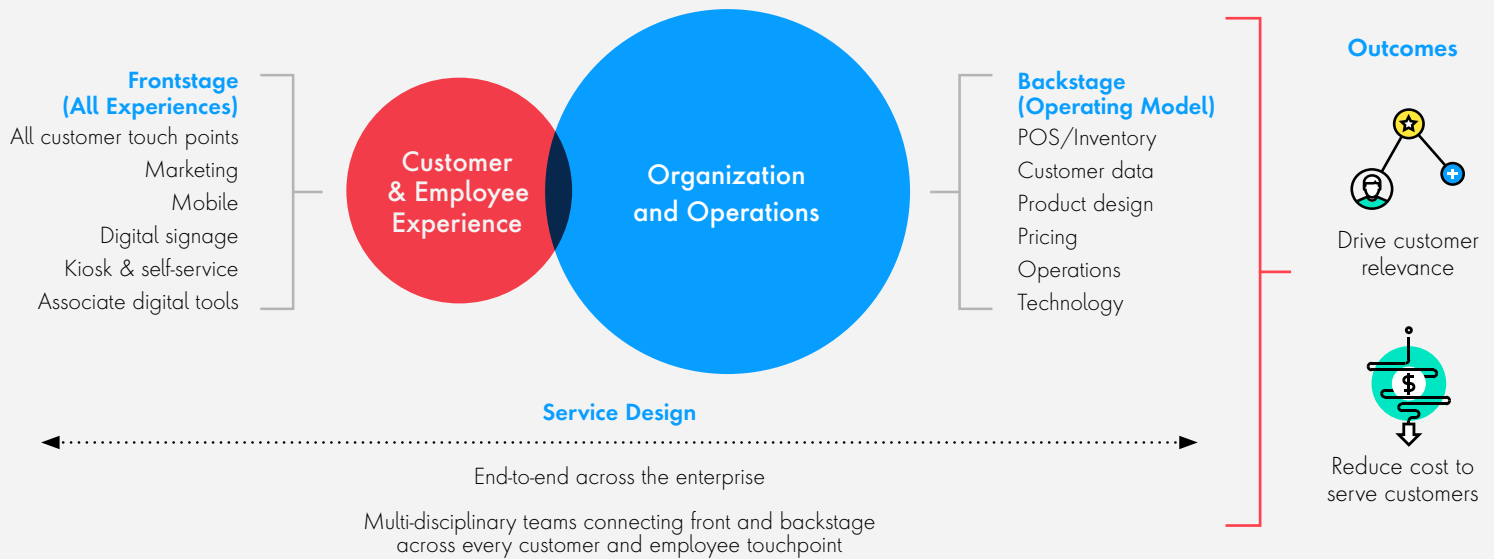 Frontstage
(All Experiences)
All customer touch points
Marketing
Mobile
Digital signage
Kiosk & self-service
Associate digital tools
Customer
& Employee
Experience
Organization
and Operations
Backstage
(Operating Model)
POS/Inventory
Customer data
Product design
Pricing
Operations
Technology
Outcomes
Drive customer
relevance
$
Reduce cost to
serve customers
Service Design
End-to-end across the enterprise
Multi-disciplinary teams connecting front and backstage
across every customer and employee touchpoint